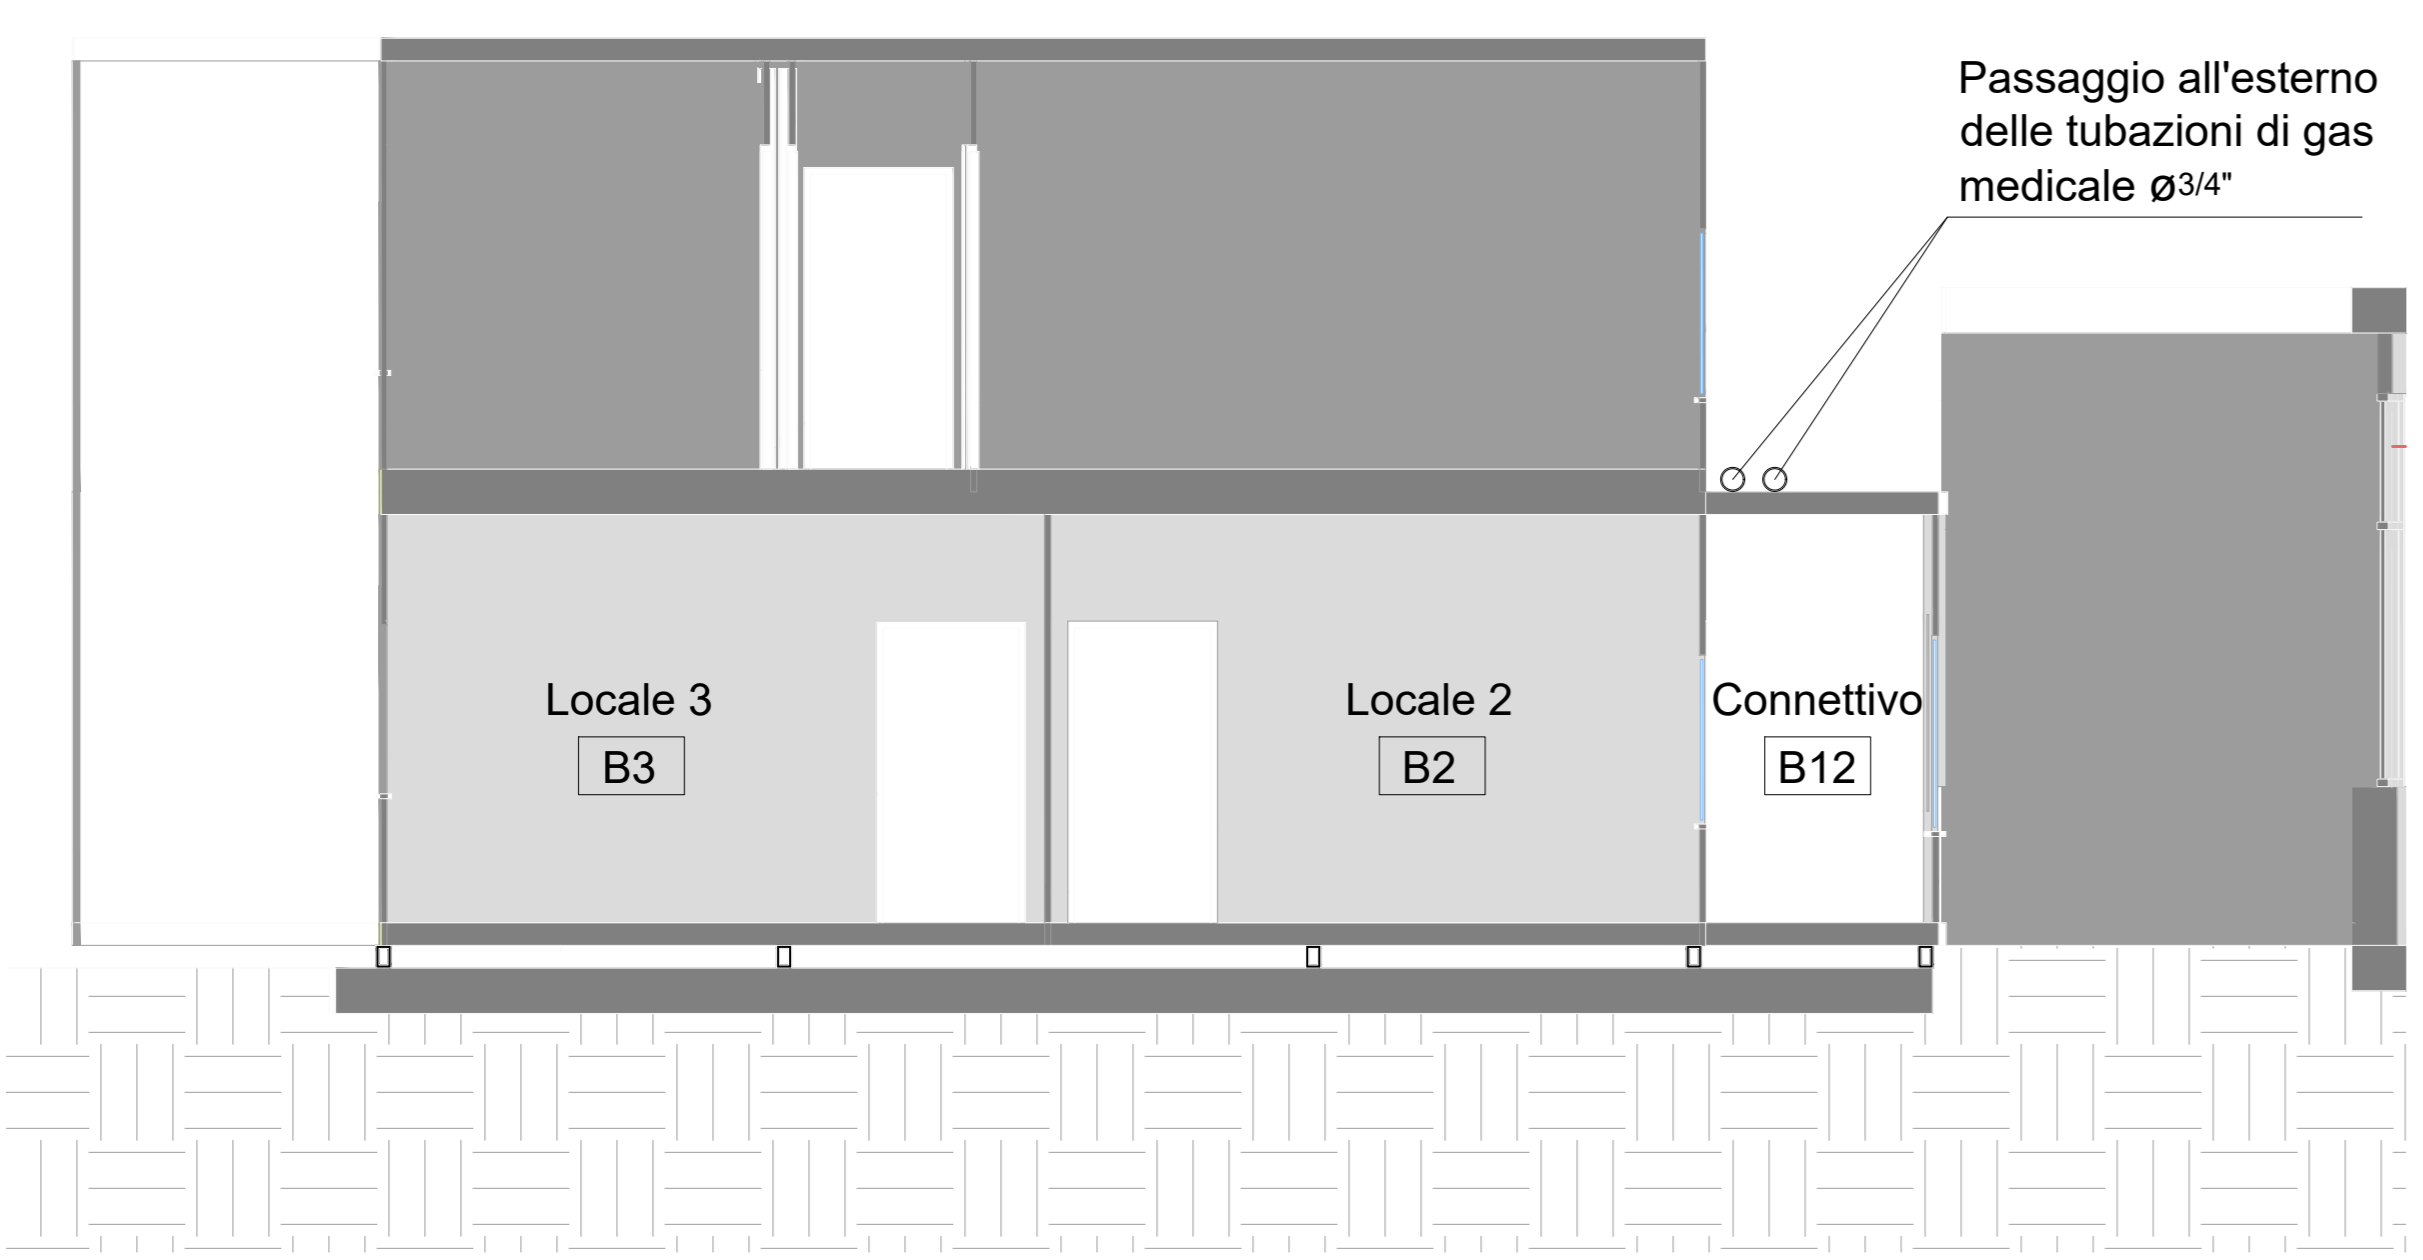 Passaggio all'esterno
delle tubazioni di gas
medicale ø3/4"
Locale 3
B3
Locale 2
B2
Connettivo
B12